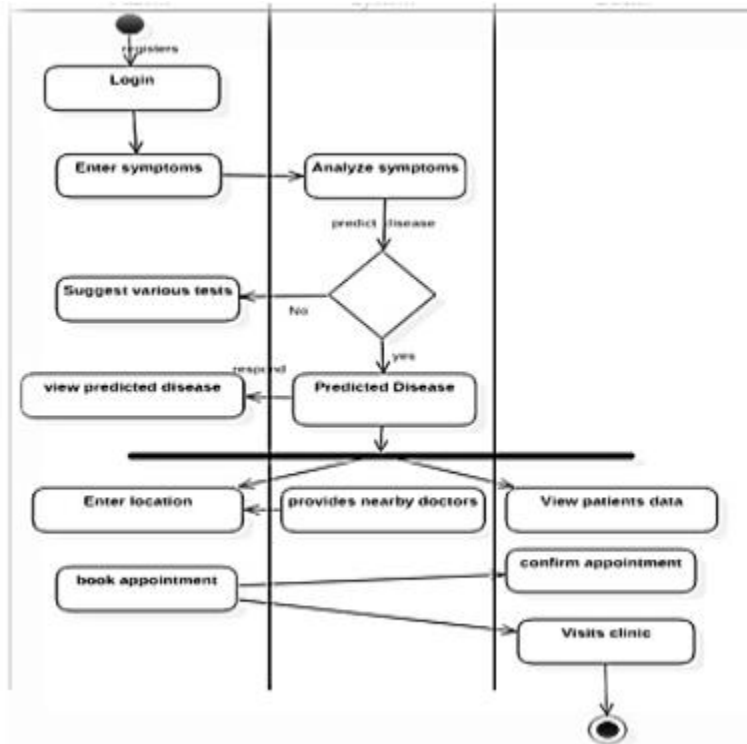 registers
Login
Enter symptoms
Analyze symptoms
predict disease
Suggest various tests
No
yes
respond
view predicted disease
Predicted Disease
Enter location
provides nearby doctors
View patients data
book appointment
confirm appointment
Visits clinic